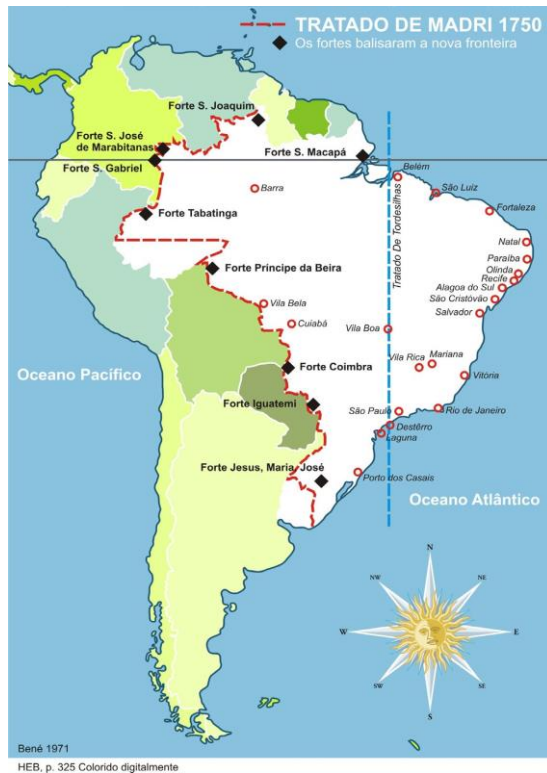 TRATADO DE MADRI 1750
Os fortes balisaram a nova fronteira
Forte S. Joaquim
Forte S. José
de Marabitanas
Forte S. Gabriel
Forte S. Macapá
Belém
São Luíz
Barra
Fortaleza
Forte Tabatinga
Tratado De Tordesilhas
Natal
Paraíba
Olinda
Recife
Forte Príncipe da Beira
Alagoa do Sul
São Cristóvão
Vila Bela
Salvador
Cuiabá
Vila Boa
Vila Rica
Mariana
Oceano Pacífico
Forte Coimbra
Vitória
Forte Iguatemi
São Paulo
Rio de Janeiro
Destêrro
Laguna
Forte Jesus, Maria, José
Porto dos Casais
Oceano Atlântico
N
NW
NE
W
E
SW
SE
S
Bené 1971
HEB, p. 325 Colorido digitalmente